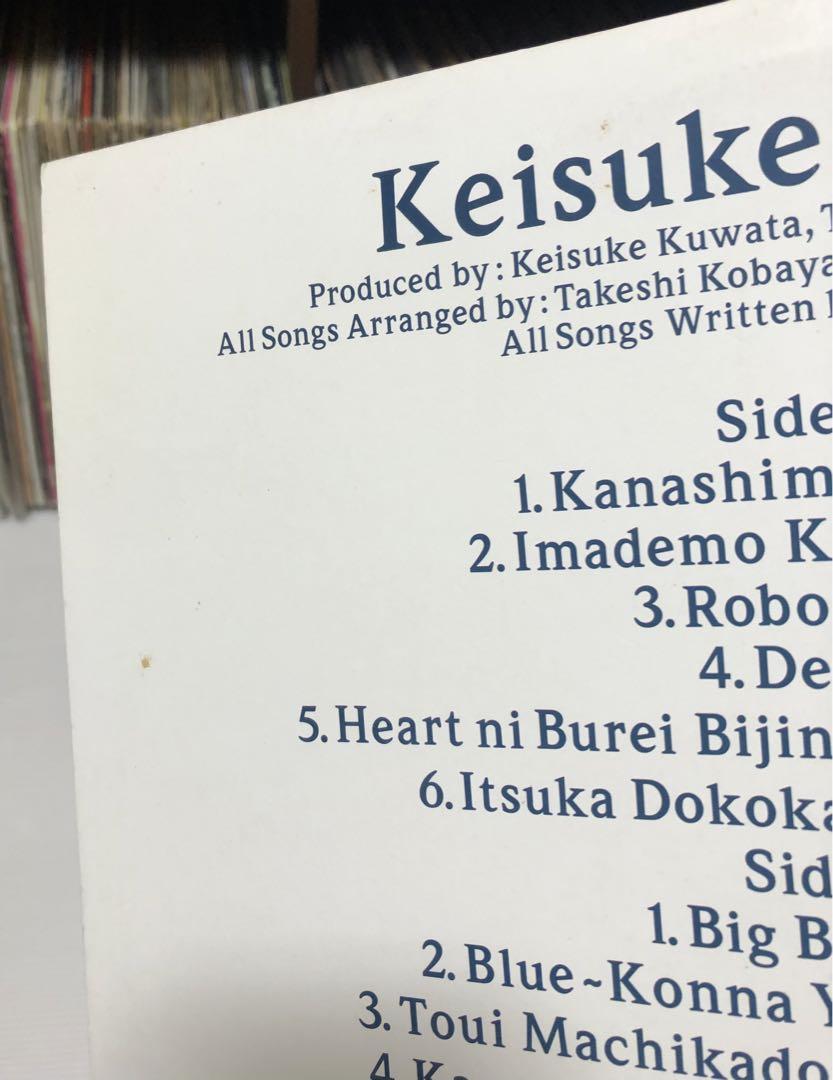 Keisuke
Produced by: Keisuke Kuwata,
All Songs Arranged by: Takeshi Kobaya
All Songs Written
Side
1. Kanashim
2. Imademo K
3. Robo
4. De
5. Heart ni Burei Bijin
6. Itsuka Dokoka
Sid
1. Big B
2. Blue~Konna Y
3. Toui Machikado
4. K